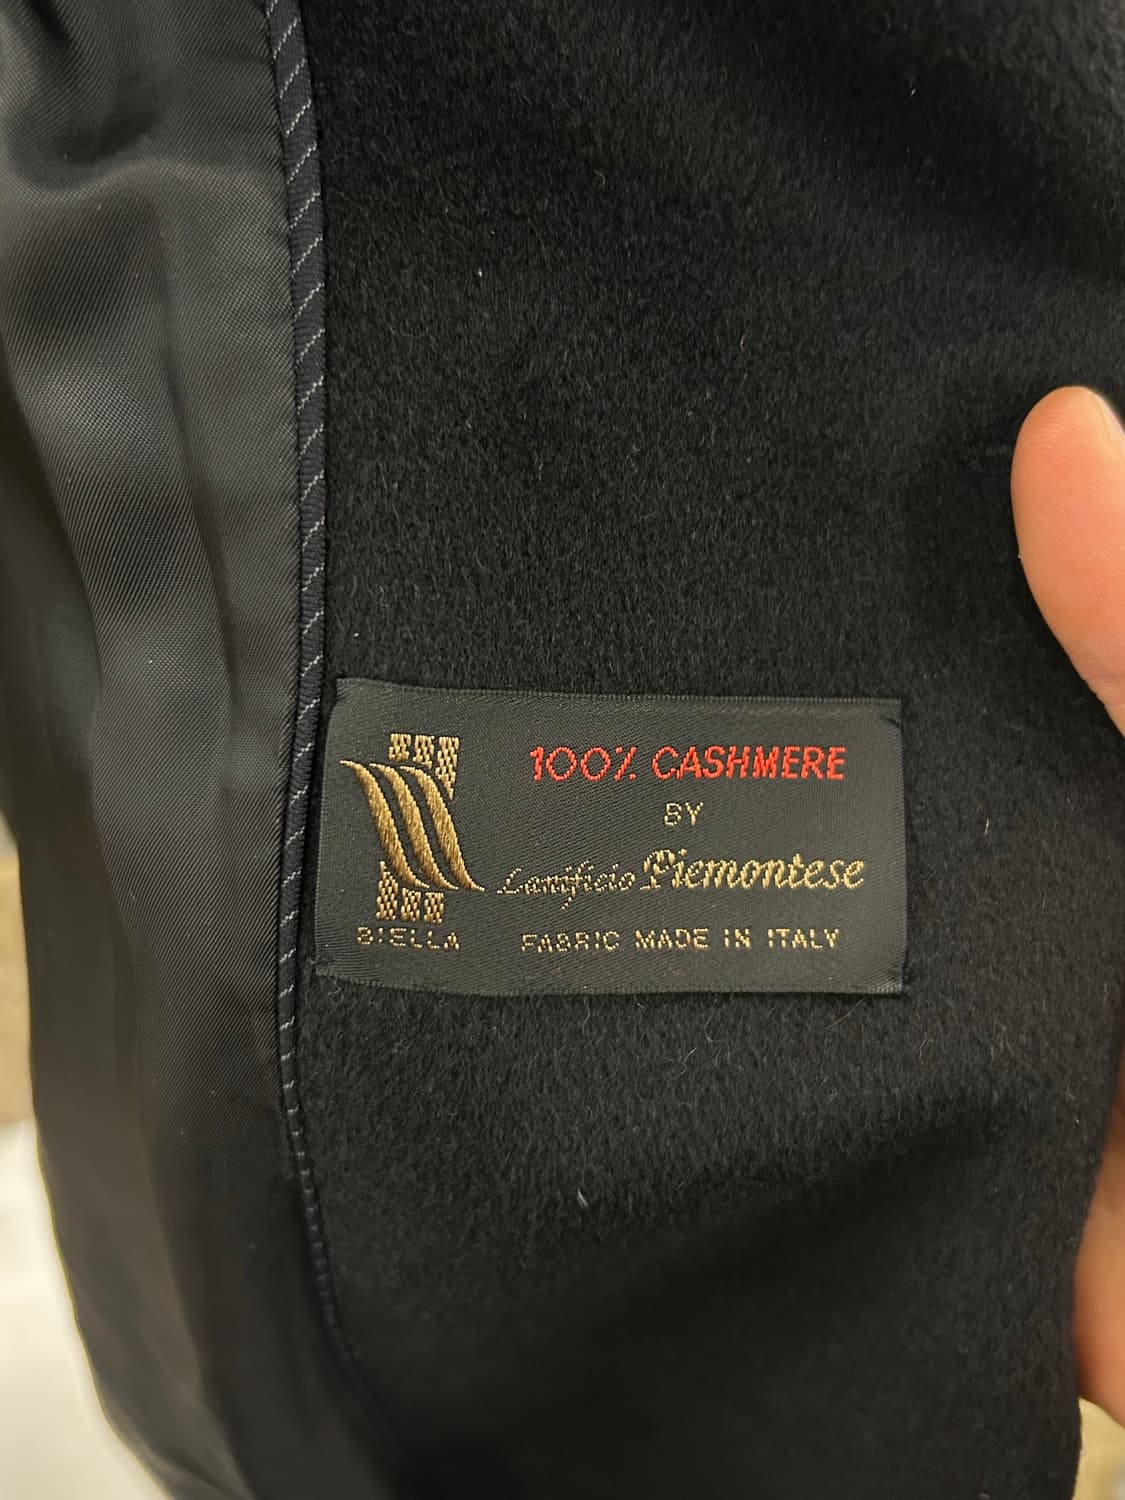 100% CASHMERE
BY
Lanificio Piemontese
BIELLA
FABRIC MADE IN ITALY